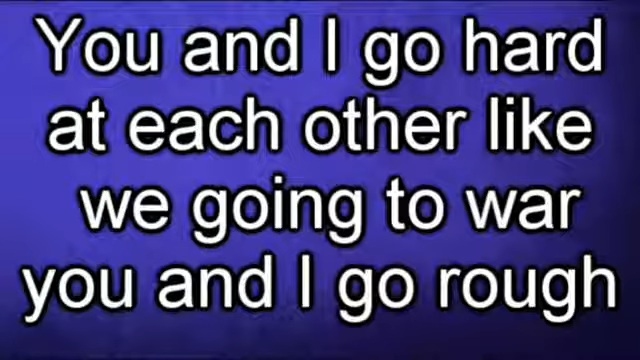 You and I go hard
at each other like
we going to war
you and I go rough